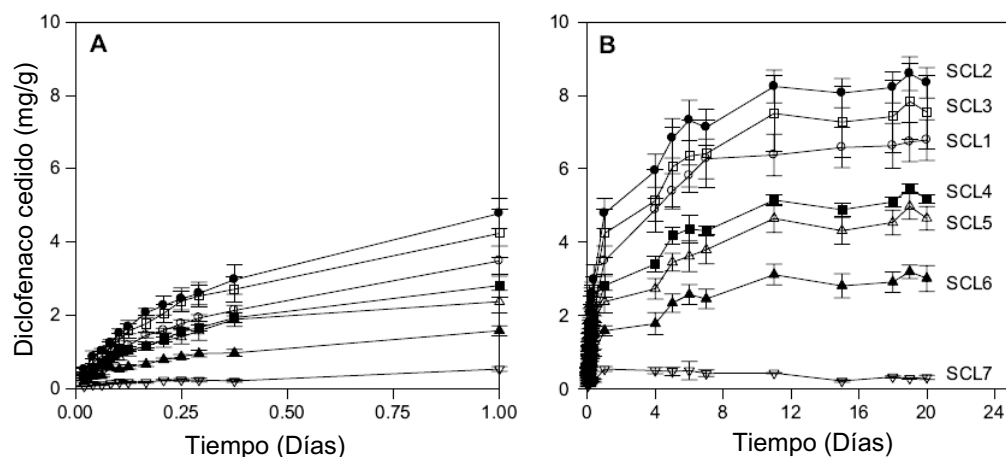 Diclofenaco cedido (mg/g)
A
10
8
6
4
2
0
0.00
0.25
0.50
0.75
1.00
Tiempo (Días)
B
10
8
6
4
2
0
0
4
8
12
16
20
24
Tiempo (Días)
SCL2
SCL3
SCL1
SCL4
SCL5
SCL6
SCL7